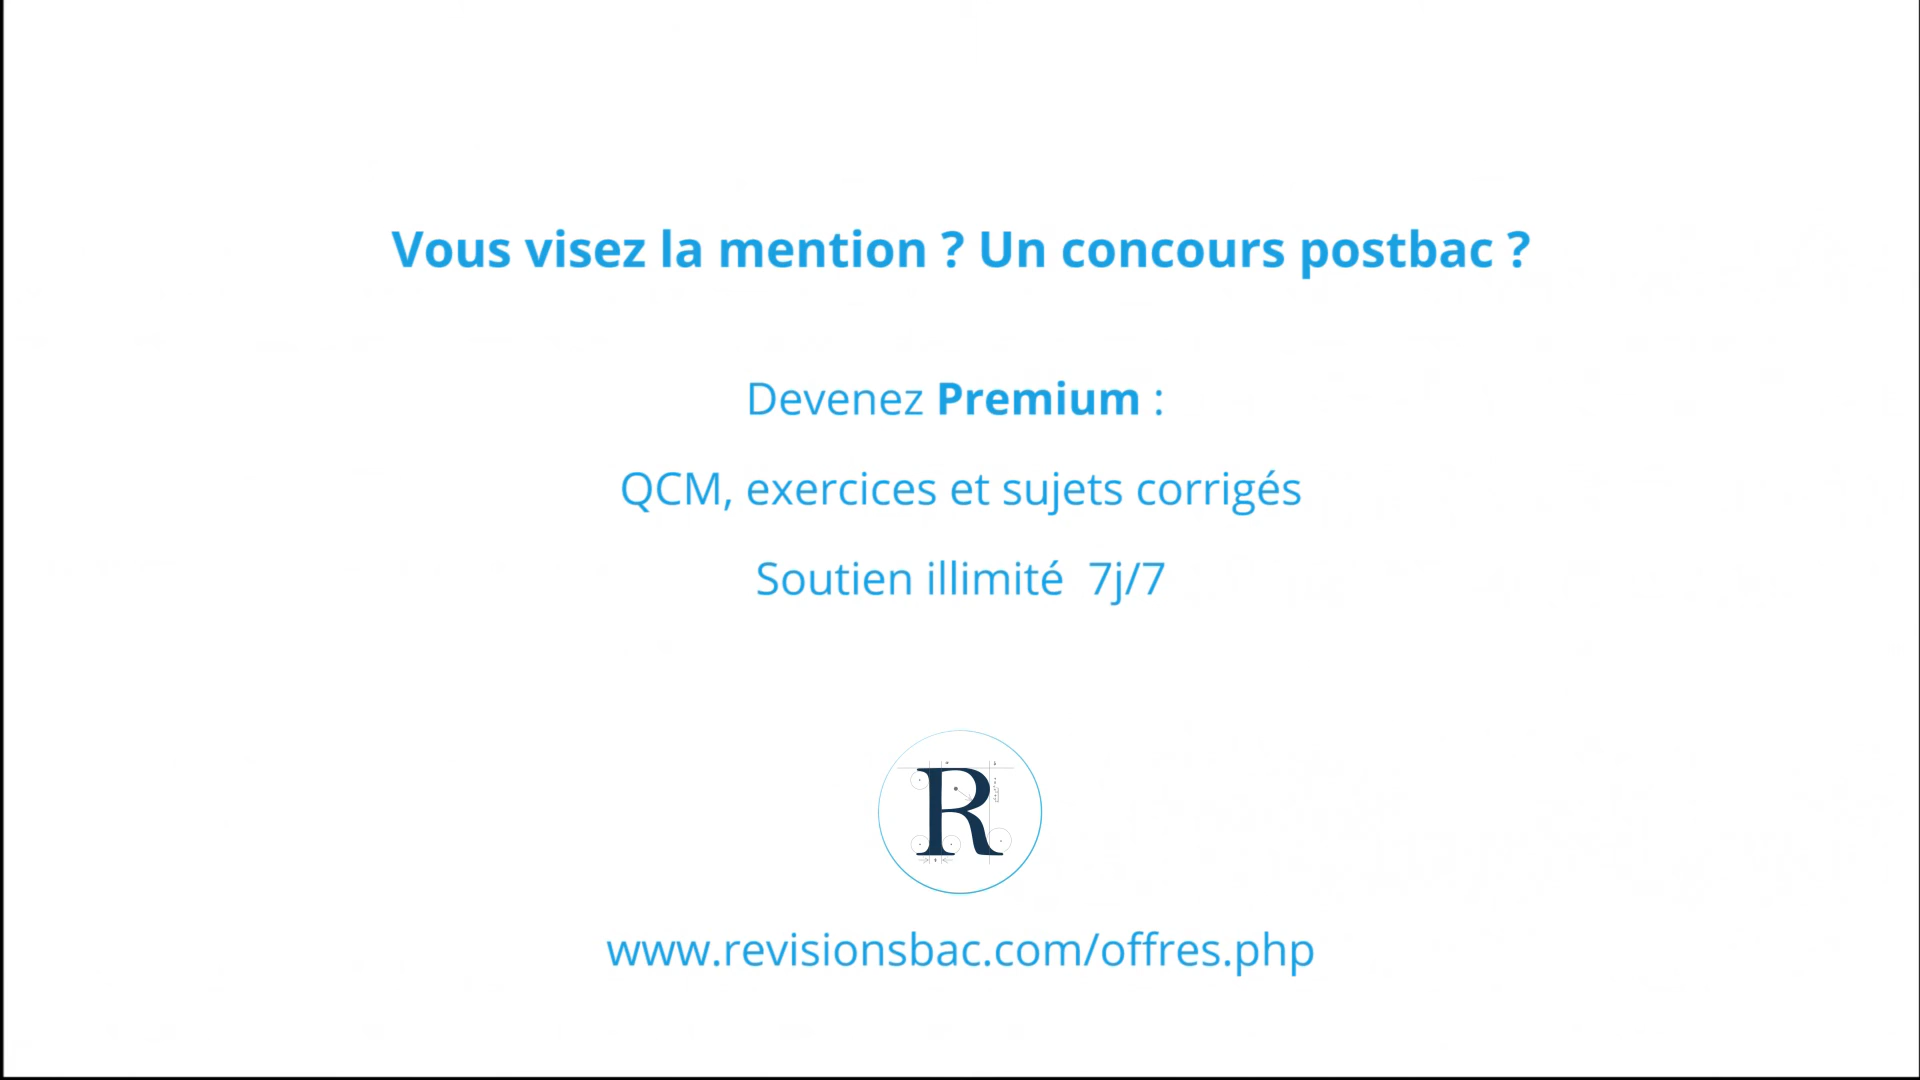 Vous visez la mention ? Un concours postbac ?
Devenez Premium :
QCM, exercices et sujets corrigés
Soutien illimité 7j/7
R
www.revisionsbac.com/offres.php